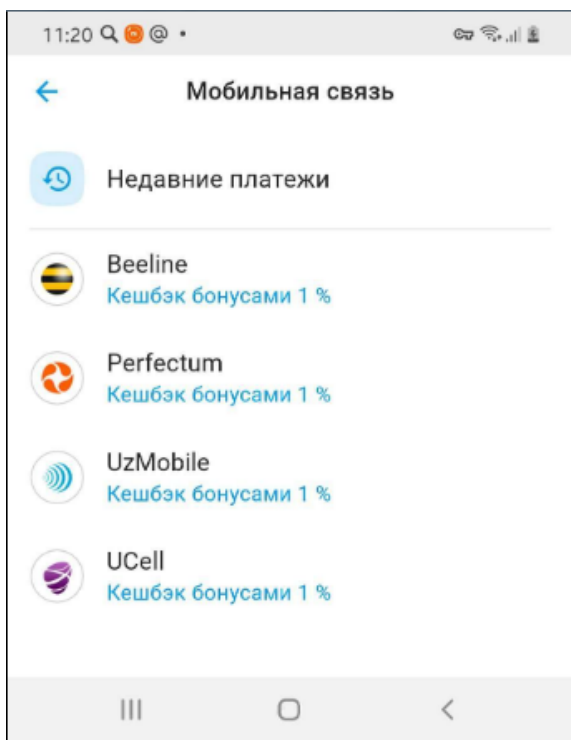 11:20
Мобильная связь
Недавние платежи
Beeline
Кешбэк бонусами 1 %
Perfectum
Кешбэк бонусами 1 %
UzMobile
Кешбэк бонусами 1 %
UCell
Кешбэк бонусами 1 %